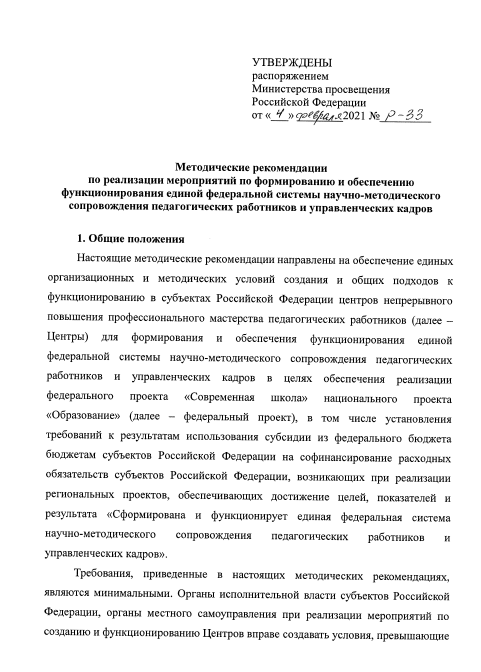 УТВЕРЖДЕНЫ
распоряжением
Министерства просвещения
Российской Федерации
от «4» февраля 2021 № Р-33
Методические рекомендации
по реализации мероприятий по формированию и обеспечению
функционирования единой федеральной системы научно-методического
сопровождения педагогических работников и управленческих кадров
1. Общие положения
Настоящие методические рекомендации направлены на обеспечение единых
организационных и методических условий создания и общих подходов к
функционированию в субъектах Российской Федерации центров непрерывного
повышения профессионального мастерства педагогических работников (далее –
Центры) для формирования и обеспечения функционирования единой
федеральной системы научно-методического сопровождения педагогических
работников и управленческих кадров в целях обеспечения реализации
федерального проекта «Современная школа» национального проекта
«Образование» (далее – федеральный проект), в том числе установления
требований к результатам использования субсидии из федерального бюджета
бюджетам субъектов Российской Федерации на софинансирование расходных
обязательств субъектов Российской Федерации, возникающих при реализации
региональных проектов, обеспечивающих достижение целей, показателей и
результата «Сформирована и функционирует единая федеральная система
научно-методического сопровождения педагогических работников и
управленческих кадров».
Требования, приведенные в настоящих методических рекомендациях,
являются минимальными. Органы исполнительной власти субъектов Российской
Федерации, органы местного самоуправления при реализации мероприятий по
созданию и функционированию Центров вправе создавать условия, превышающие